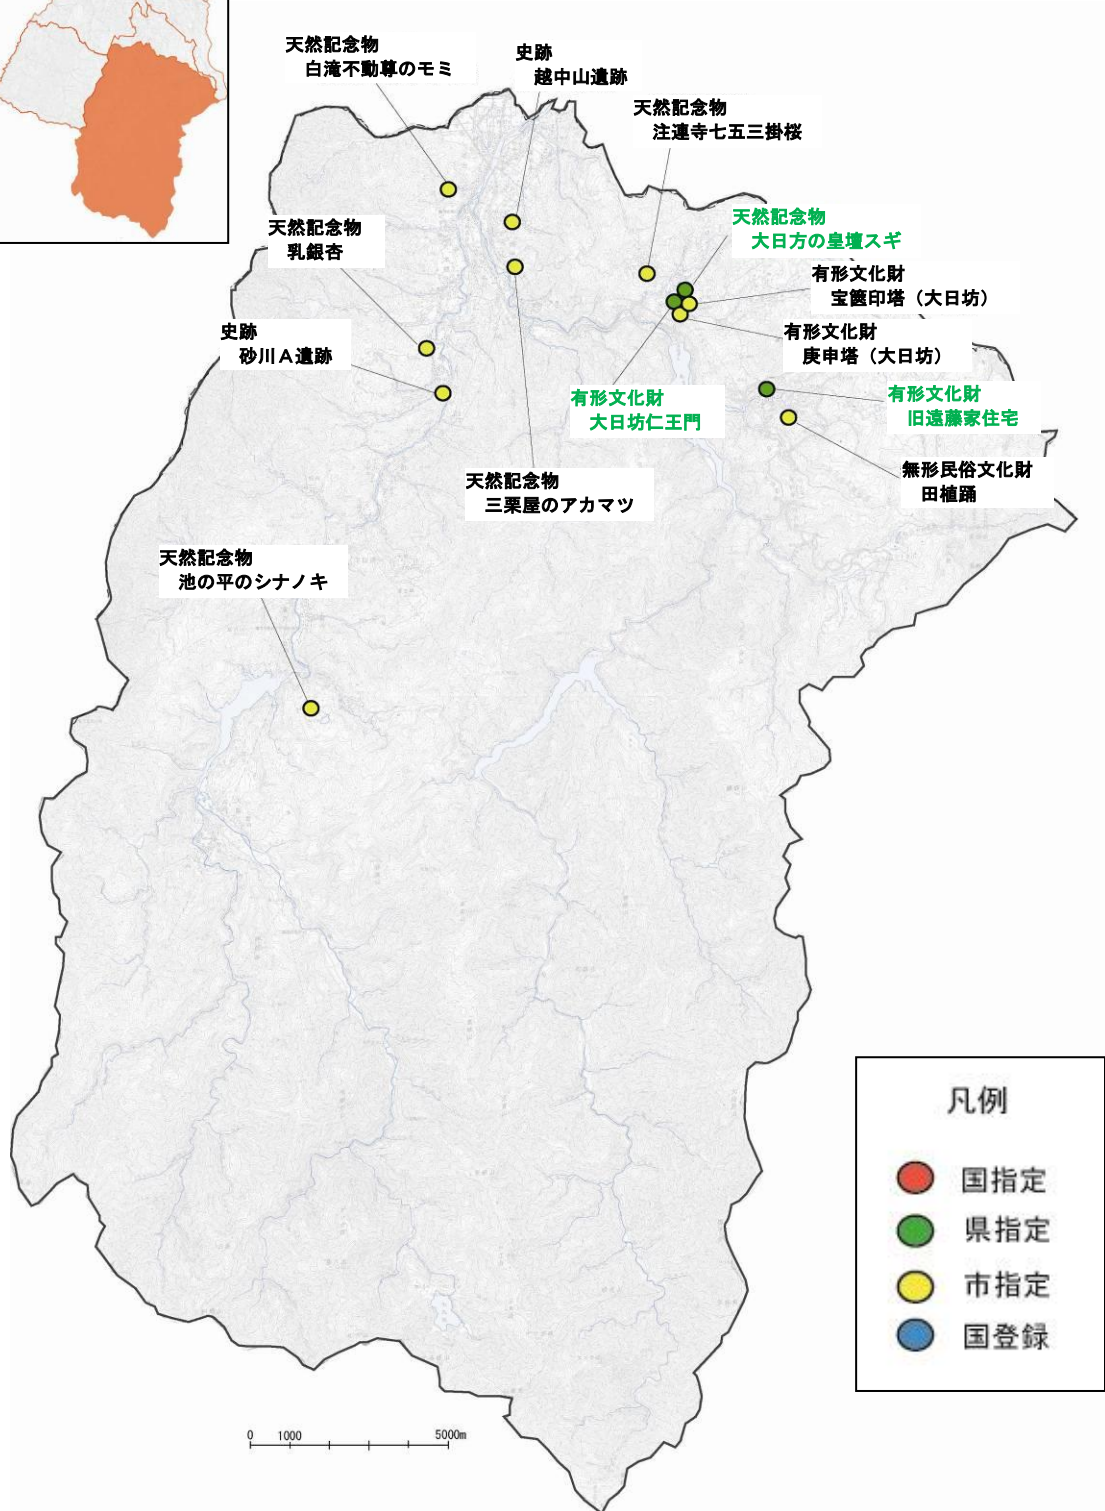 天然記念物
白滝不動尊のモミ
史跡
越中山遺跡
天然記念物
注連寺七五三掛桜
天然記念物
大日方の皇壇スギ
天然記念物
乳銀杏
有形文化財
宝篋印塔（大日坊）
史跡
砂川Ａ遺跡
有形文化財
庚申塔（大日坊）
有形文化財
大日坊仁王門
有形文化財
旧遠藤家住宅
無形民俗文化財
田植踊
天然記念物
三栗屋のアカマツ
天然記念物
池の平のシナノキ
凡例
国指定
県指定
市指定
国登録
0 1000 5000m